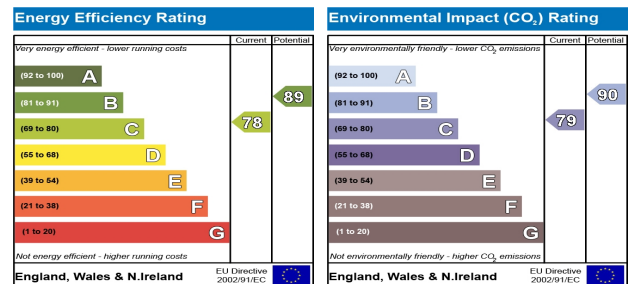 Energy Efficiency Rating
Current Potential
Very energy efficient - lower running costs
(92 to 100) A
(81 to 91) B
89
(69 to 80) C
78
(55 to 68) D
(39 to 54) E
(21 to 38) F
(1 to 20) G
Not energy efficient - higher running costs
England, Wales & N.Ireland
EU Directive
2002/91/EC
Environmental Impact (CO₂) Rating
Current Potential
Very environmentally friendly - lower CO₂ emissions
(92 to 100) A
(81 to 91) B
90
(69 to 80) C
79
(55 to 68) D
(39 to 54) E
(21 to 38) F
(1 to 20) G
Not environmentally friendly - higher CO₂ emissions
England, Wales & N.Ireland
EU Directive
2002/91/EC